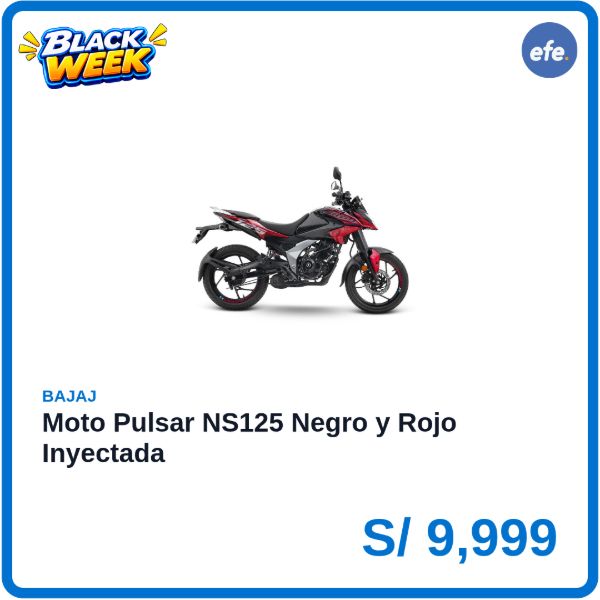 BLACK
WEEK
efe.
BAJAJ
Moto Pulsar NS125 Negro y Rojo
Inyectada
S/ 9,999